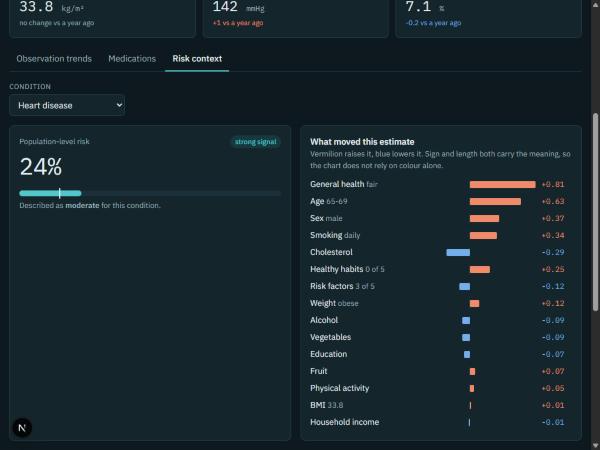 33.8 kg/m²
no change vs a year ago
142 mmHg
+1 vs a year ago
7.1 %
-0.2 vs a year ago
Observation trends
Medications
Risk context
CONDITION
Heart disease
Population-level risk
strong signal
24%
Described as moderate for this condition.
N
What moved this estimate
Vermilion raises it, blue lowers it. Sign and length both carry the meaning, so
the chart does not rely on colour alone.
General health fair +0.81
Age 65-69 +0.63
Sex male +0.37
Smoking daily +0.34
Cholesterol -0.29
Healthy habits 0 of 5 +0.25
Risk factors 3 of 5 -0.12
Weight obese +0.12
Alcohol -0.09
Vegetables -0.09
Education -0.07
Fruit +0.07
Physical activity +0.05
BMI 33.8 +0.01
Household income -0.01